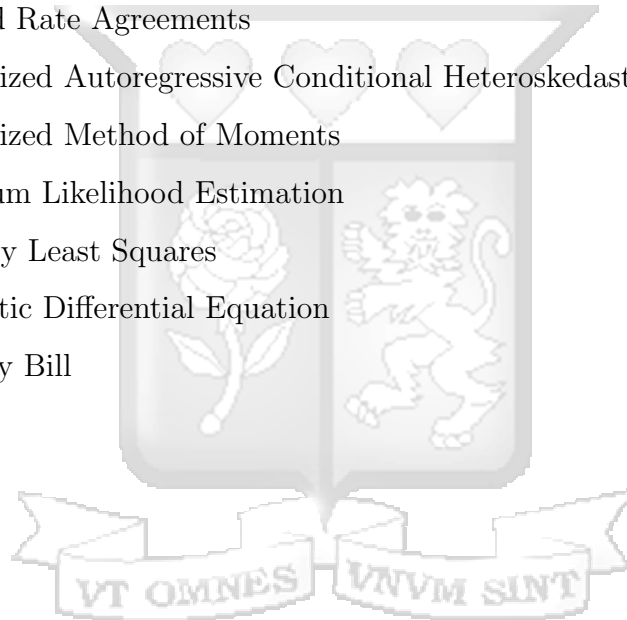 d Rate Agreements
ized Autoregressive Conditional Heteroskedast
ized Method of Moments
um Likelihood Estimation
y Least Squares
tic Differential Equation
y Bill
VT OMNES VNVM SINT